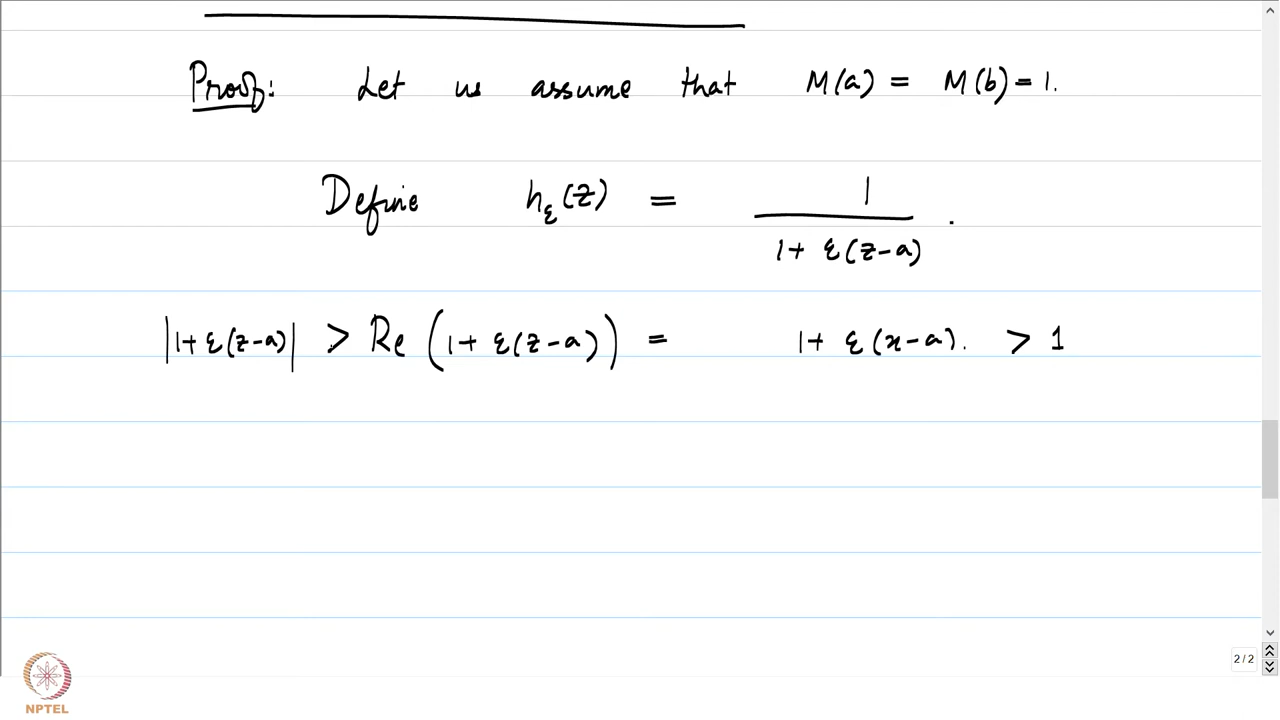 Proof: Let us assume that M(a) = M(b) = 1.
Define h_ε(z) = 1 / (1 + ε(z-a)) .
|1 + ε(z-a)| > Re (1 + ε(z-a)) = 1 + ε(x-a). > 1
2 / 2
NPTEL